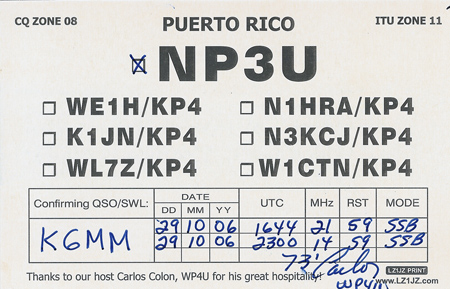 CQ ZONE 08 PUERTO RICO ITU ZONE 11
NP3U
WE1H/KP4 N1HRA/KP4
K1JN/KP4 N3KCJ/KP4
WL7Z/KP4 W1CTN/KP4
Confirming QSO/SWL: DATE UTC MHz RST MODE
DD MM YY
K6MM 29 10 06 1644 21 59 SSB
29 10 06 2300 14 59 SSB
73' Carlos
WP4U
LZ1JZ PRINT
Thanks to our host Carlos Colon, WP4U for his great hospitality!
www.LZ1JZ.com